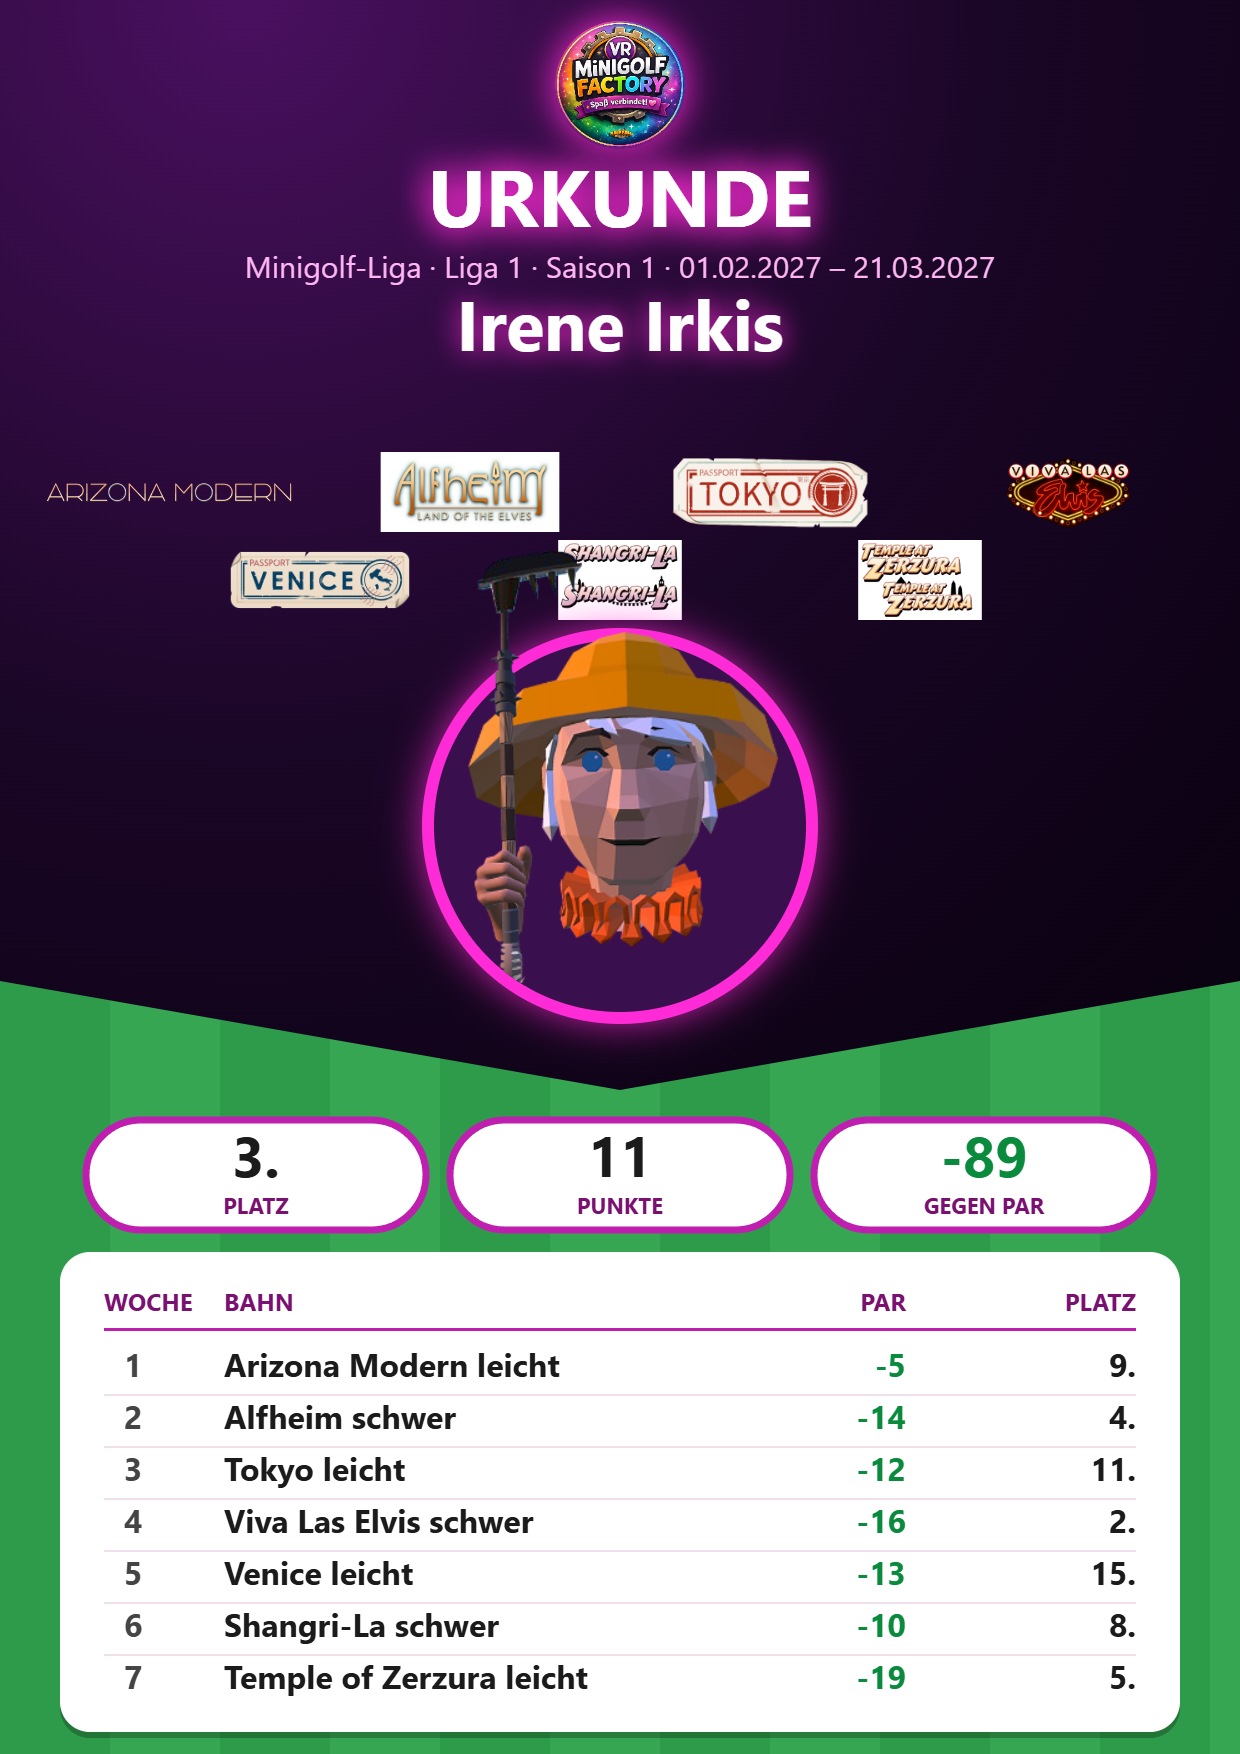 VR
MiNIGOLF
FACTORY
Spaß verbindet!
URKUNDE
Minigolf-Liga · Liga 1 · Saison 1 · 01.02.2027 – 21.03.2027
Irene Irkis
ARIZONA MODERN
Alfheim
LAND OF THE ELVES
PASSPORT
TOKYO
VIVA LAS
Elvis
PASSPORT
VENICE
SHANGRI-LA
SHANGRI-LA
TEMPLE AT
ZERZURA
TEMPLE AT
ZERZURA
3.
PLATZ
11
PUNKTE
-89
GEGEN PAR
WOCHE BAHN PAR PLATZ
1 Arizona Modern leicht -5 9.
2 Alfheim schwer -14 4.
3 Tokyo leicht -12 11.
4 Viva Las Elvis schwer -16 2.
5 Venice leicht -13 15.
6 Shangri-La schwer -10 8.
7 Temple of Zerzura leicht -19 5.